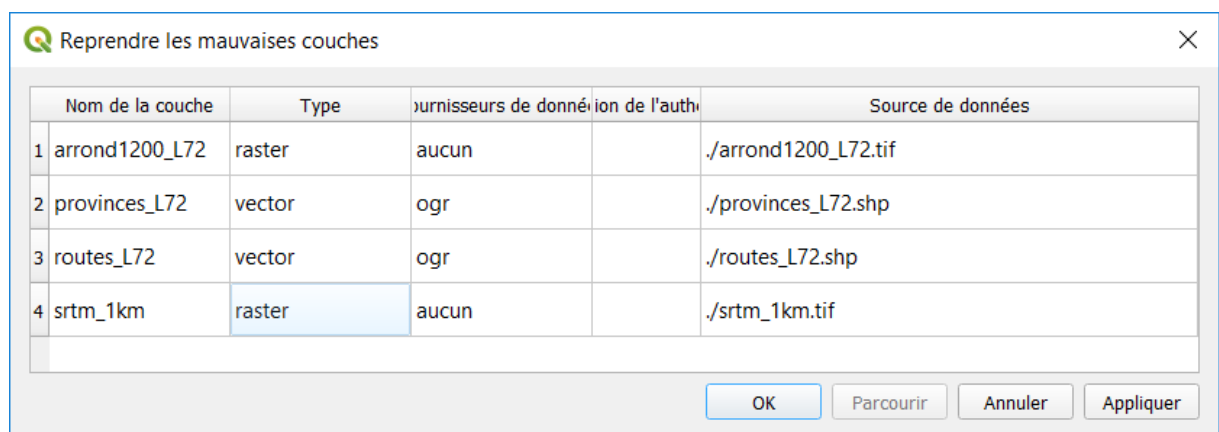 Reprendre les mauvaises couches
Nom de la couche Type ournisseurs de donné ion de l'auth Source de données
1 arrond1200_L72 raster aucun ./arrond1200_L72.tif
2 provinces_L72 vector ogr ./provinces_L72.shp
3 routes_L72 vector ogr ./routes_L72.shp
4 srtm_1km raster aucun ./srtm_1km.tif
OK Parcourir Annuler Appliquer